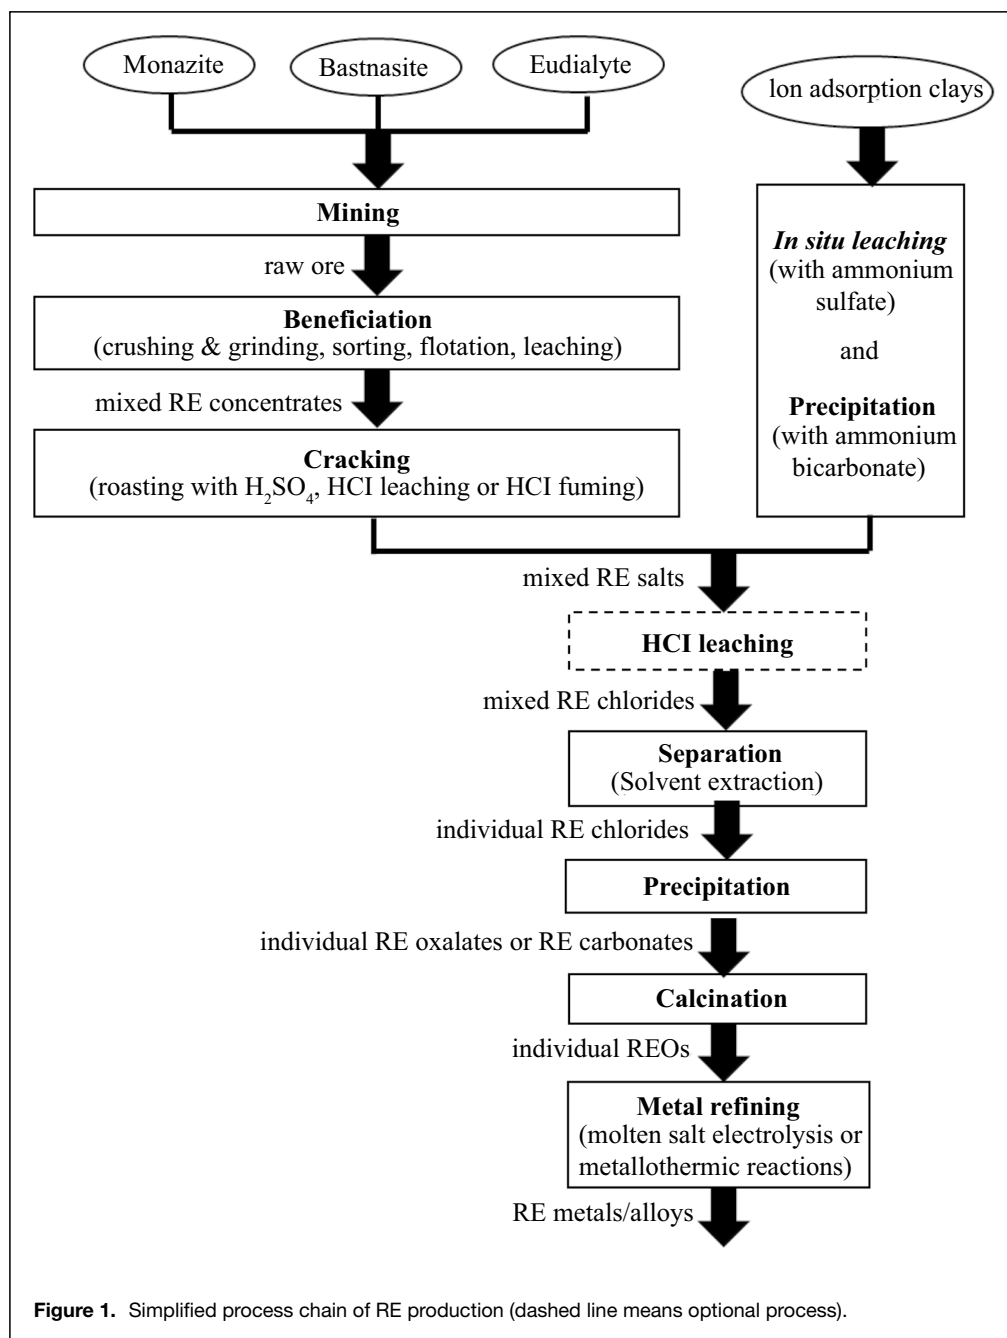 Monazite
Bastnasite
Eudialyte
Ion adsorption clays
Mining
raw ore
Beneficiation
(crushing & grinding, sorting, flotation, leaching)
mixed RE concentrates
Cracking
(roasting with H₂SO₄, HCI leaching or HCI fuming)
In situ leaching
(with ammonium
sulfate)
and
Precipitation
(with ammonium
bicarbonate)
mixed RE salts
HCI leaching
mixed RE chlorides
Separation
(Solvent extraction)
individual RE chlorides
Precipitation
individual RE oxalates or RE carbonates
Calcination
individual REOs
Metal refining
(molten salt electrolysis or
metallothermic reactions)
RE metals/alloys
Figure 1. Simplified process chain of RE production (dashed line means optional process).